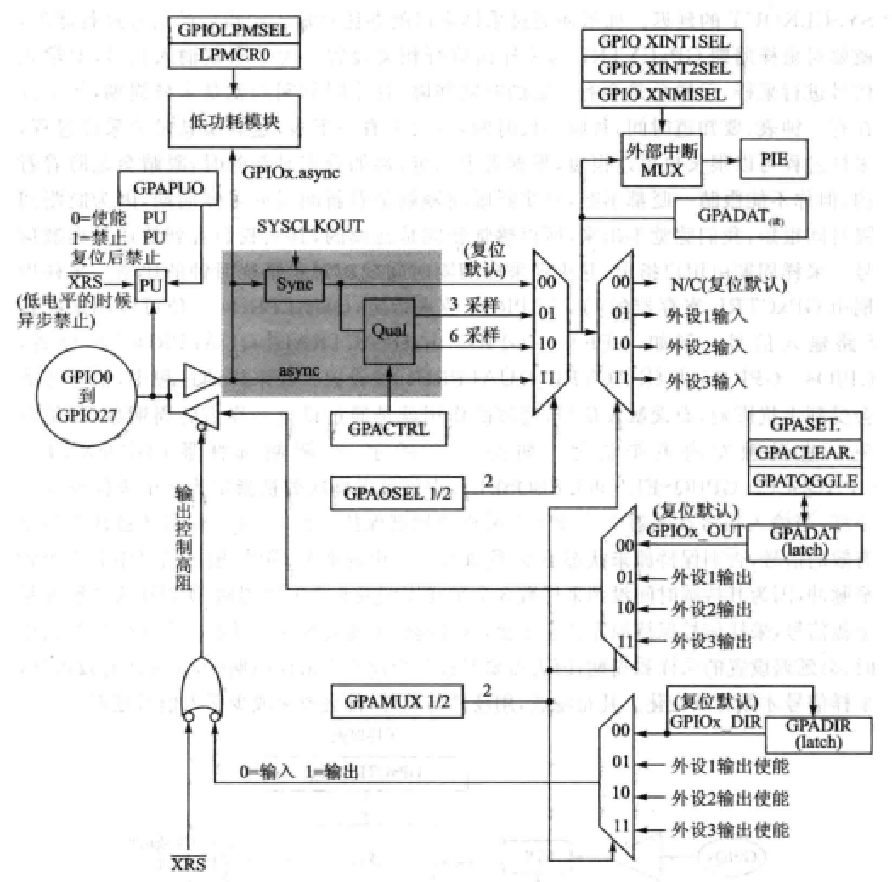 GPIOLPMSEL
LPMCR0
低功耗模块
GPIOx.async
GPIO XINT1SEL
GPIO XINT2SEL
GPIO XNMISEL
外部中断
MUX
PIE
GPAPUO
0=使能 PU
1=禁止 PU
复位后禁止
XRS
PU
(低电平的时候
异步禁止)
SYSCLKOUT
Sync
Qual
async
(复位
默认)
3 采样
6 采样
00
01
10
11
GPADAT(读)
00
01
10
11
N/C(复位默认)
外设1输入
外设2输入
外设3输入
GPIO0
到
GPIO27
GPACTRL
GPAOSEL 1/2
2
GPASET.
GPACLEAR.
GPATOGGLE
GPADAT
(latch)
(复位默认)
GPIOx_OUT
00
01
10
11
外设1输出
外设2输出
外设3输出
输出控制高阻
GPAMUX 1/2
2
(复位默认)
GPIOx_DIR
GPADIR
(latch)
00
01
10
11
外设1输出使能
外设2输出使能
外设3输出使能
0=输入 1=输出
XRS